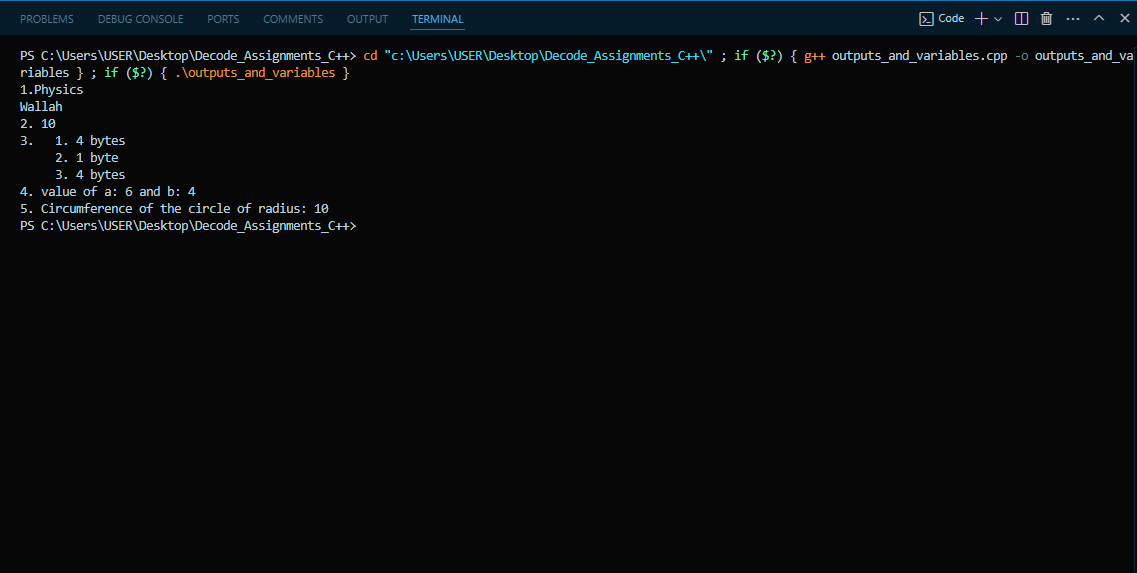 PROBLEMS DEBUG CONSOLE PORTS COMMENTS OUTPUT TERMINAL Code
PS C:\Users\USER\Desktop\Decode_Assignments_C++> cd "c:\Users\USER\Desktop\Decode_Assignments_C++\" ; if ($?) { g++ outputs_and_variables.cpp -o outputs_and_va
riables } ; if ($?) { .\outputs_and_variables }
1.Physics
Wallah
2. 10
3.   1. 4 bytes
     2. 1 byte
     3. 4 bytes
4. value of a: 6 and b: 4
5. Circumference of the circle of radius: 10
PS C:\Users\USER\Desktop\Decode_Assignments_C++>